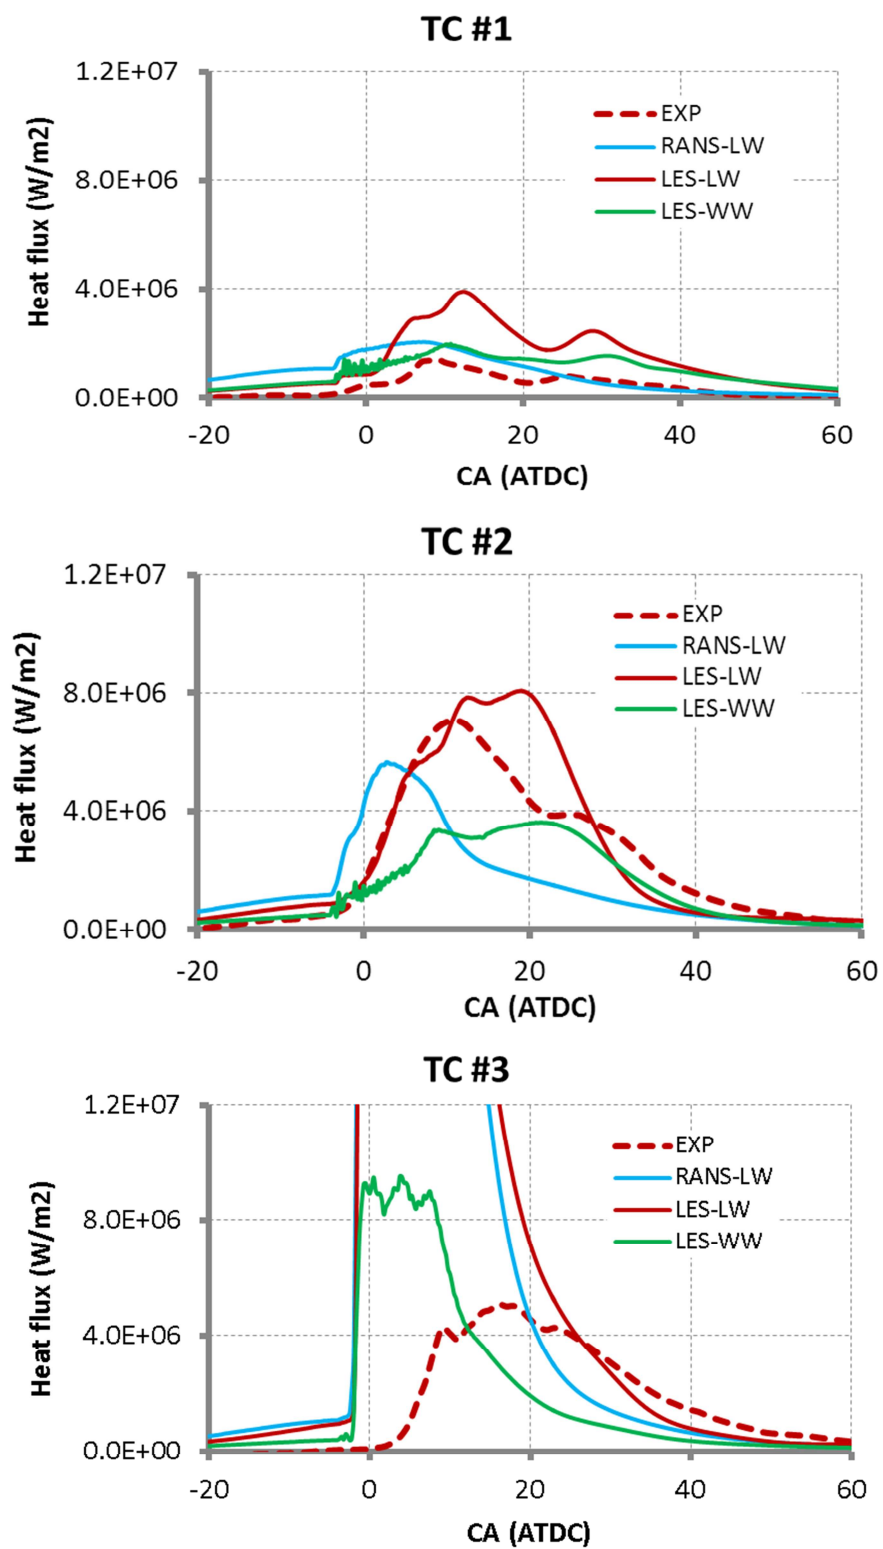 TC #1
1.2E+07
EXP
RANS-LW
8.0E+06
LES-LW
LES-WW
Heat flux (W/m2)
4.0E+06
0.0E+00
-20 0 20 40 60
CA (ATDC)
TC #2
1.2E+07
EXP
RANS-LW
LES-LW
8.0E+06
LES-WW
Heat flux (W/m2)
4.0E+06
0.0E+00
-20 0 20 40 60
CA (ATDC)
TC #3
1.2E+07
EXP
RANS-LW
LES-LW
8.0E+06
LES-WW
Heat flux (W/m2)
4.0E+06
0.0E+00
-20 0 20 40 60
CA (ATDC)